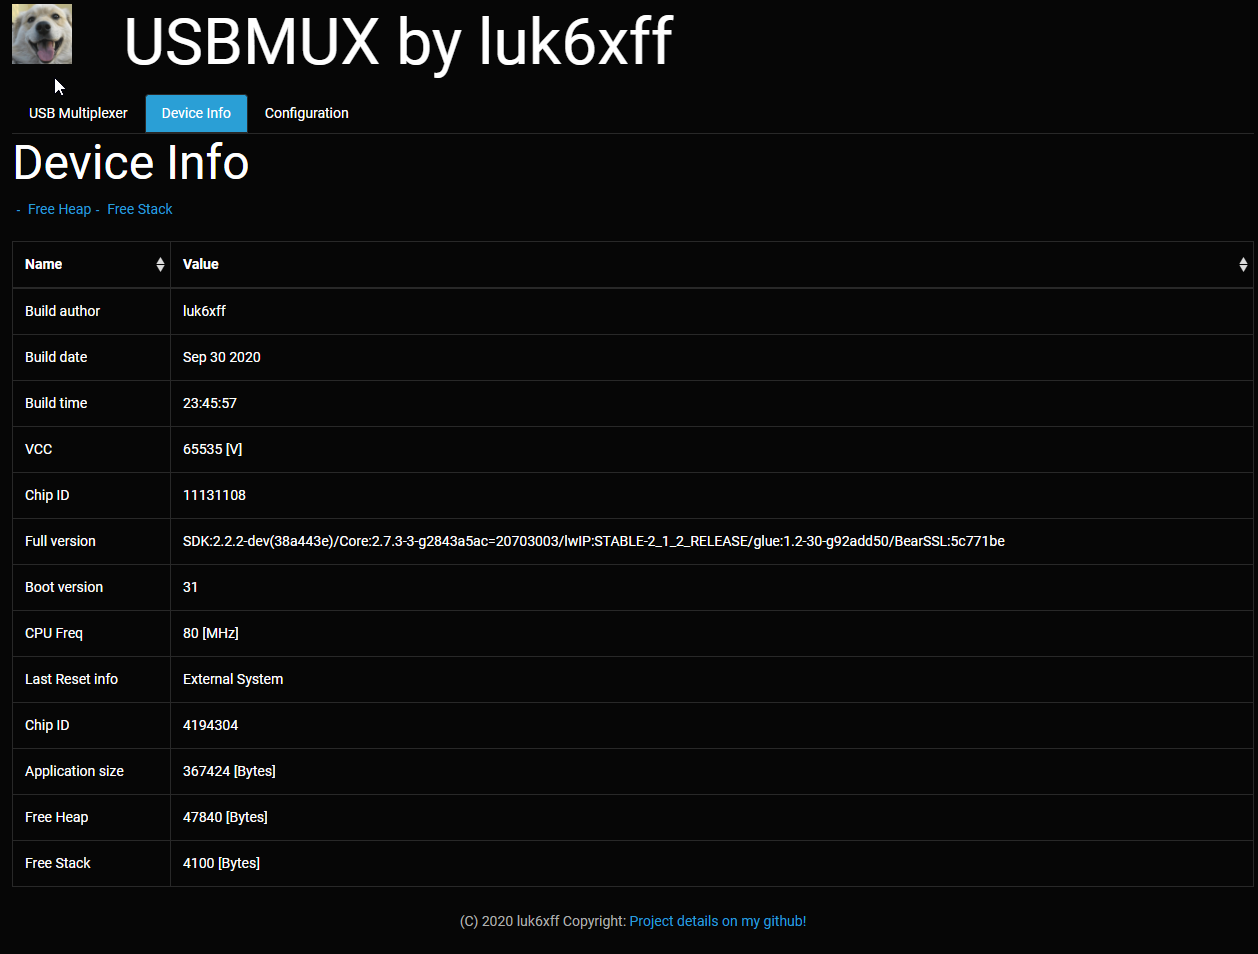 USBMUX by luk6xff
USB Multiplexer Device Info Configuration
Device Info
- Free Heap - Free Stack
Name Value
Build author luk6xff
Build date Sep 30 2020
Build time 23:45:57
VCC 65535 [V]
Chip ID 11131108
Full version SDK:2.2.2-dev(38a443e)/Core:2.7.3-3-g2843a5ac=20703003/lwIP:STABLE-2_1_2_RELEASE/glue:1.2-30-g92add50/BearSSL:5c771be
Boot version 31
CPU Freq 80 [MHz]
Last Reset info External System
Chip ID 4194304
Application size 367424 [Bytes]
Free Heap 47840 [Bytes]
Free Stack 4100 [Bytes]
(C) 2020 luk6xff Copyright: Project details on my github!